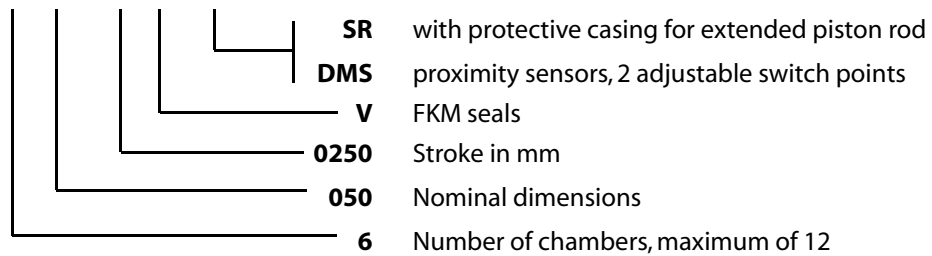 SR with protective casing for extended piston rod
DMS proximity sensors, 2 adjustable switch points
V FKM seals
0250 Stroke in mm
050 Nominal dimensions
6 Number of chambers, maximum of 12